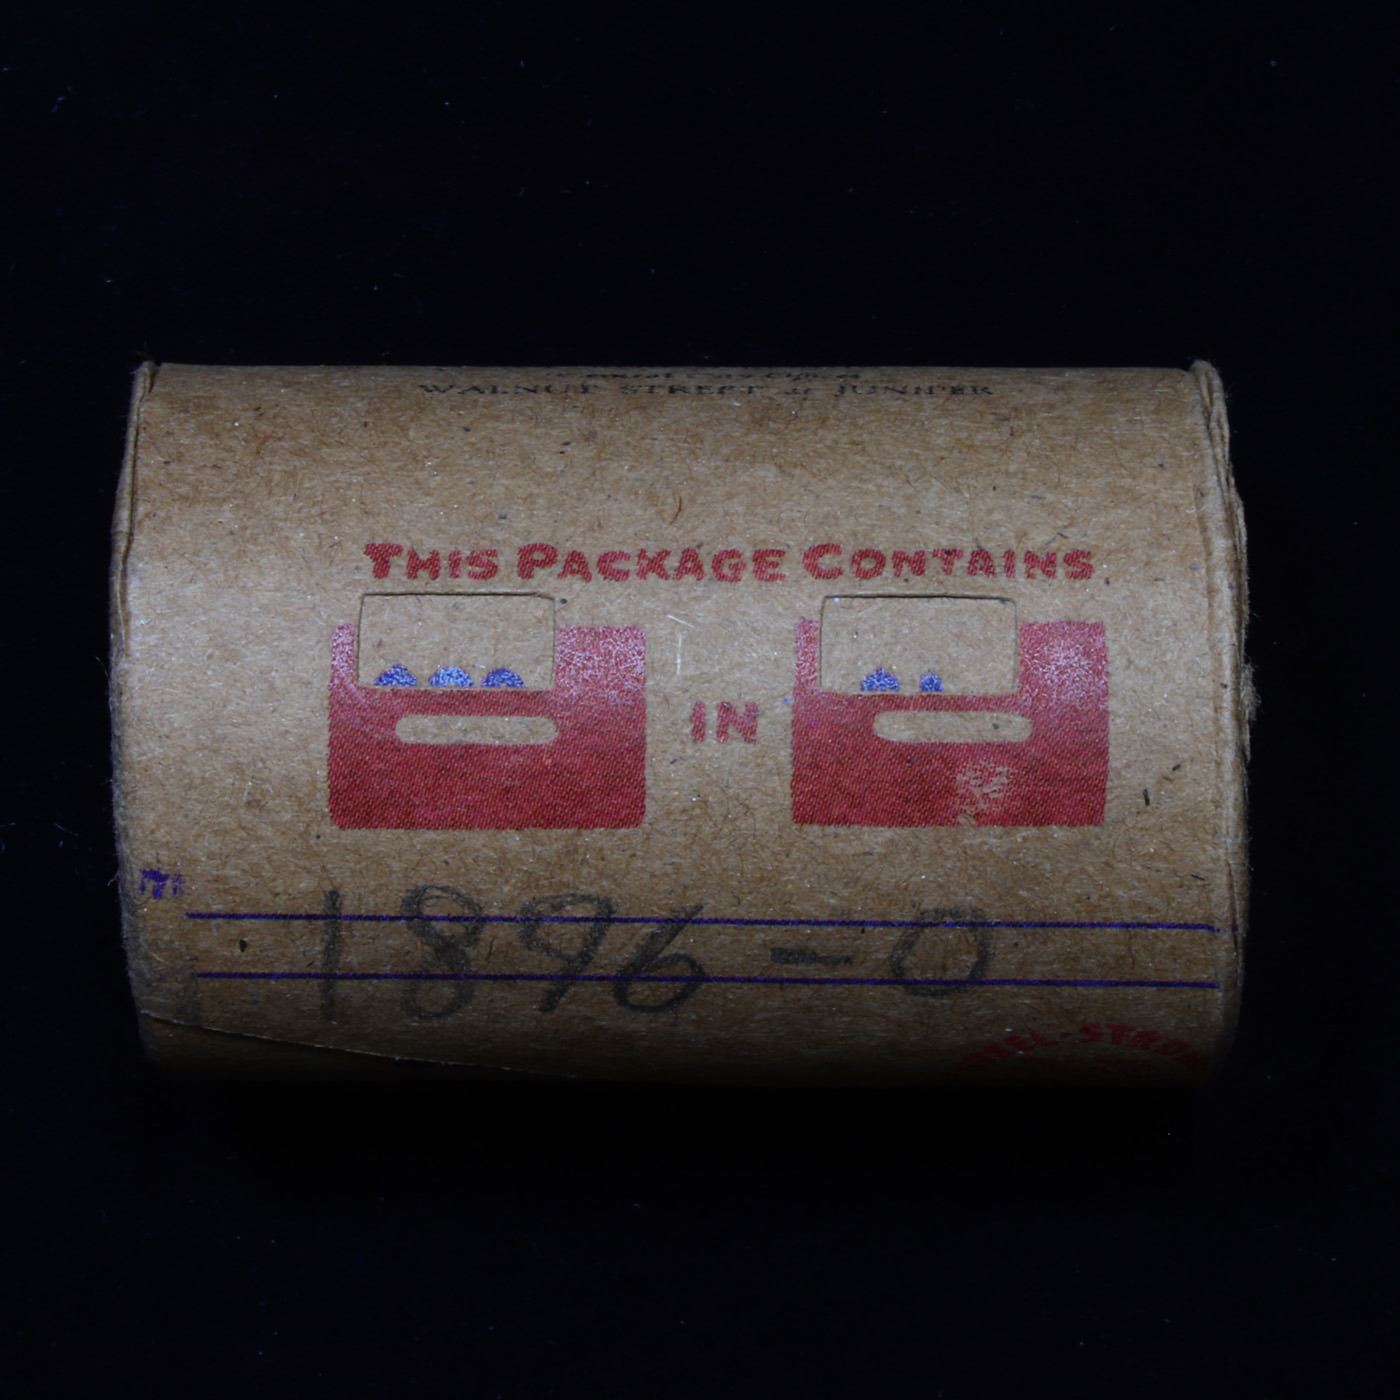 WALNUT STREET at JUNIPER
THIS PACKAGE CONTAINS
IN
1896-O